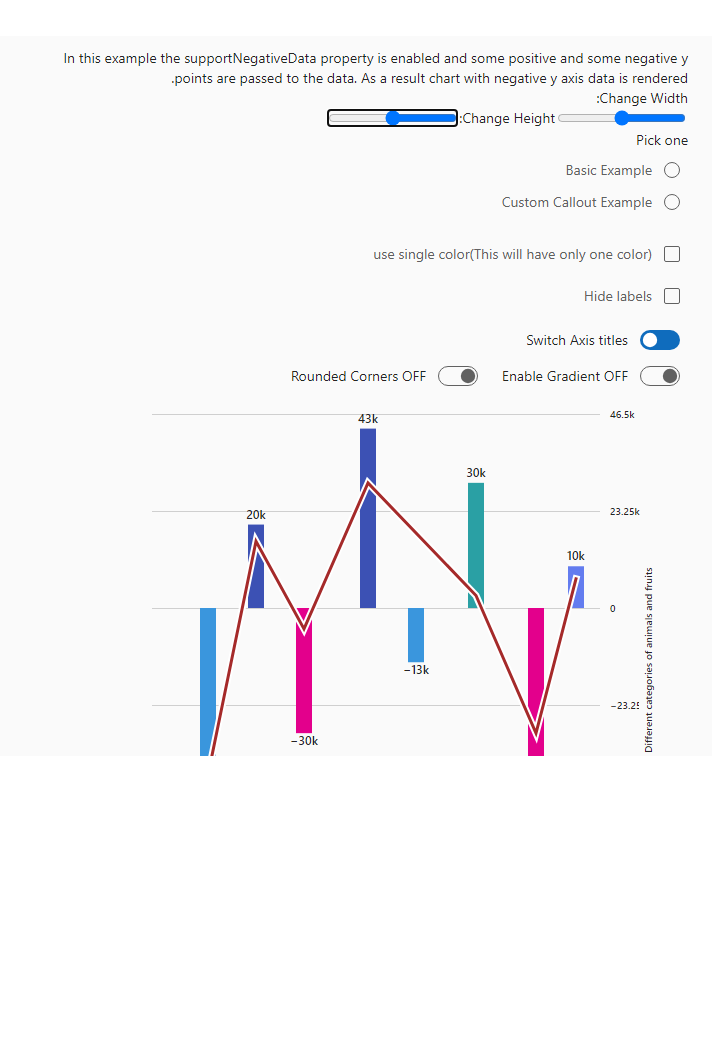 In this example the supportNegativeData property is enabled and some positive and some negative y
.points are passed to the data. As a result chart with negative y axis data is rendered
:Change Width
:Change Height
Pick one
Basic Example
Custom Callout Example
use single color(This will have only one color)
Hide labels
Switch Axis titles
Rounded Corners OFF
Enable Gradient OFF
46.5k
43k
30k
20k
23.25k
10k
0
−13k
−30k
−23.25
Different categories of animals and fruits